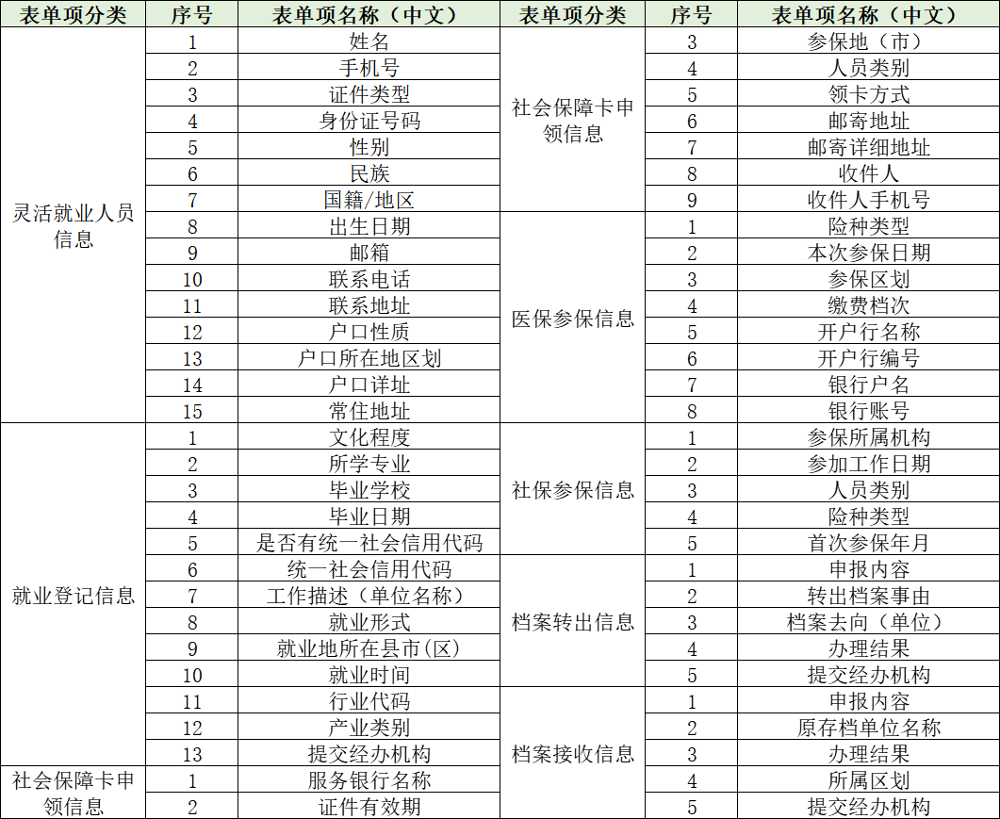 表单项分类 序号 表单项名称（中文） 表单项分类 序号 表单项名称（中文）
灵活就业人员
信息
1 姓名
2 手机号
3 证件类型
4 身份证号码
5 性别
6 民族
7 国籍/地区
8 出生日期
9 邮箱
10 联系电话
11 联系地址
12 户口性质
13 户口所在地区划
14 户口详址
15 常住地址
就业登记信息
1 文化程度
2 所学专业
3 毕业学校
4 毕业日期
5 是否有统一社会信用代码
6 统一社会信用代码
7 工作描述（单位名称）
8 就业形式
9 就业地所在县市(区)
10 就业时间
11 行业代码
12 产业类别
13 提交经办机构
社会保障卡申
领信息
1 服务银行名称
2 证件有效期
社会保障卡申
领信息
3 参保地（市）
4 人员类别
5 领卡方式
6 邮寄地址
7 邮寄详细地址
8 收件人
9 收件人手机号
医保参保信息
1 险种类型
2 本次参保日期
3 参保区划
4 缴费档次
5 开户行名称
6 开户行编号
7 银行户名
8 银行账号
社保参保信息
1 参保所属机构
2 参加工作日期
3 人员类别
4 险种类型
5 首次参保年月
档案转出信息
1 申报内容
2 转出档案事由
3 档案去向（单位）
4 办理结果
5 提交经办机构
档案接收信息
1 申报内容
2 原存档单位名称
3 办理结果
4 所属区划
5 提交经办机构